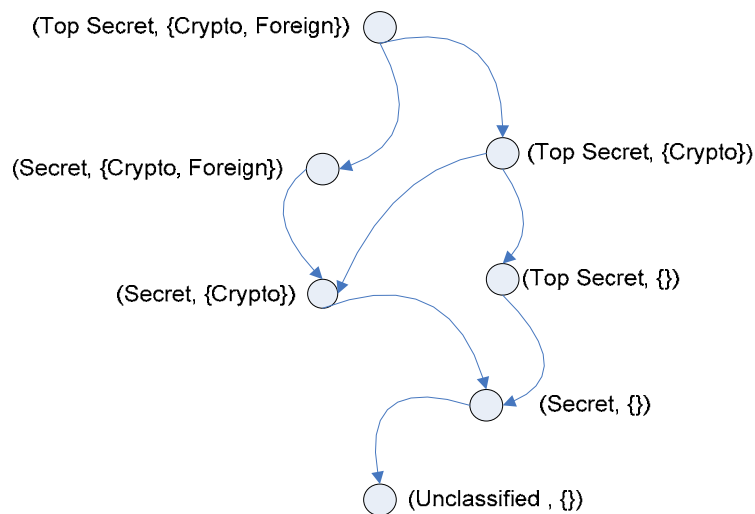 (Top Secret, {Crypto, Foreign})
(Secret, {Crypto, Foreign})
(Top Secret, {Crypto})
(Secret, {Crypto})
(Top Secret, {})
(Secret, {})
(Unclassified , {})